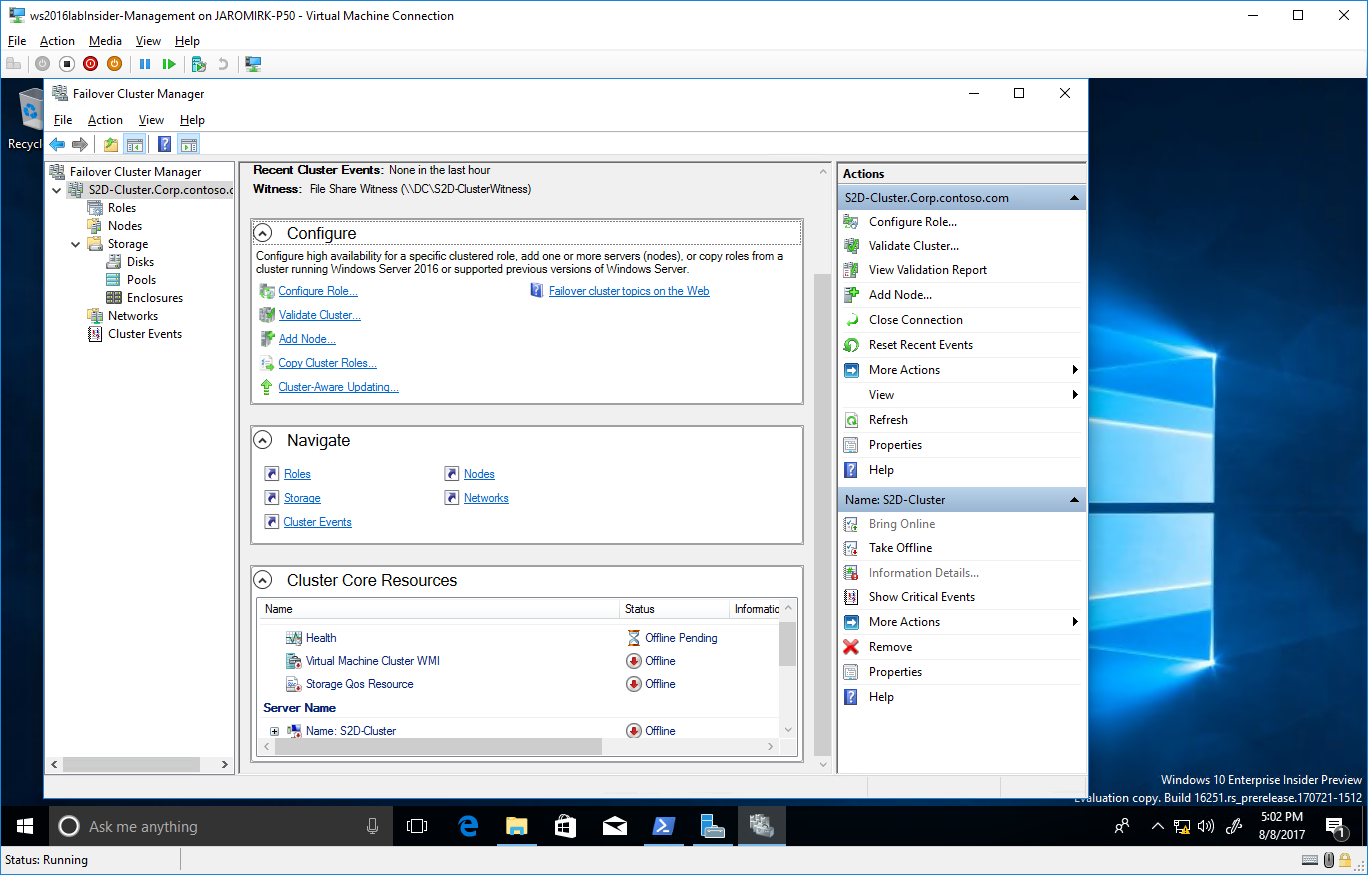 ws2016labInsider-Management on JAROMIRK-P50 - Virtual Machine Connection
File Action Media View Help
Recycl
Failover Cluster Manager
File Action View Help
Failover Cluster Manager
S2D-Cluster.Corp.contoso.c
Roles
Nodes
Storage
Disks
Pools
Enclosures
Networks
Cluster Events
Recent Cluster Events: None in the last hour
Witness: File Share Witness (\\DC\S2D-ClusterWitness)
Configure
Configure high availability for a specific clustered role, add one or more servers (nodes), or copy roles from a
cluster running Windows Server 2016 or supported previous versions of Windows Server.
Configure Role...
Failover cluster topics on the Web
Validate Cluster...
Add Node...
Copy Cluster Roles...
Cluster-Aware Updating...
Navigate
Roles Nodes
Storage Networks
Cluster Events
Cluster Core Resources
Name Status Informatio
Health Offline Pending
Virtual Machine Cluster WMI Offline
Storage Qos Resource Offline
Server Name
Name: S2D-Cluster Offline
Actions
S2D-Cluster.Corp.contoso.com
Configure Role...
Validate Cluster...
View Validation Report
Add Node...
Close Connection
Reset Recent Events
More Actions
View
Refresh
Properties
Help
Name: S2D-Cluster
Bring Online
Take Offline
Information Details...
Show Critical Events
More Actions
Remove
Properties
Help
Windows 10 Enterprise Insider Preview
Evaluation copy. Build 16251.rs_prerelease.170721-1512
Ask me anything
5:02 PM
8/8/2017
1
Status: Running